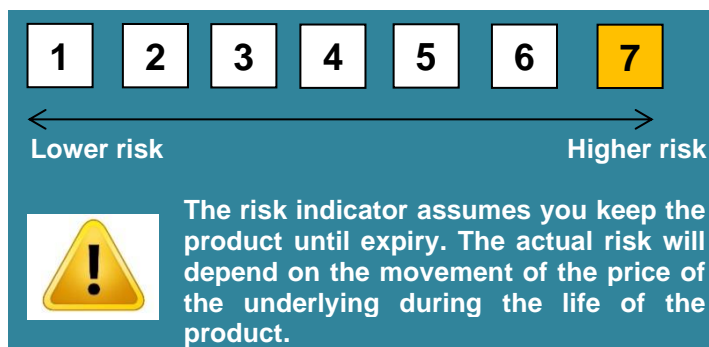 1 2 3 4 5 6 7
Lower risk Higher risk
!
The risk indicator assumes you keep the
product until expiry. The actual risk will
depend on the movement of the price of
the underlying during the life of the
product.